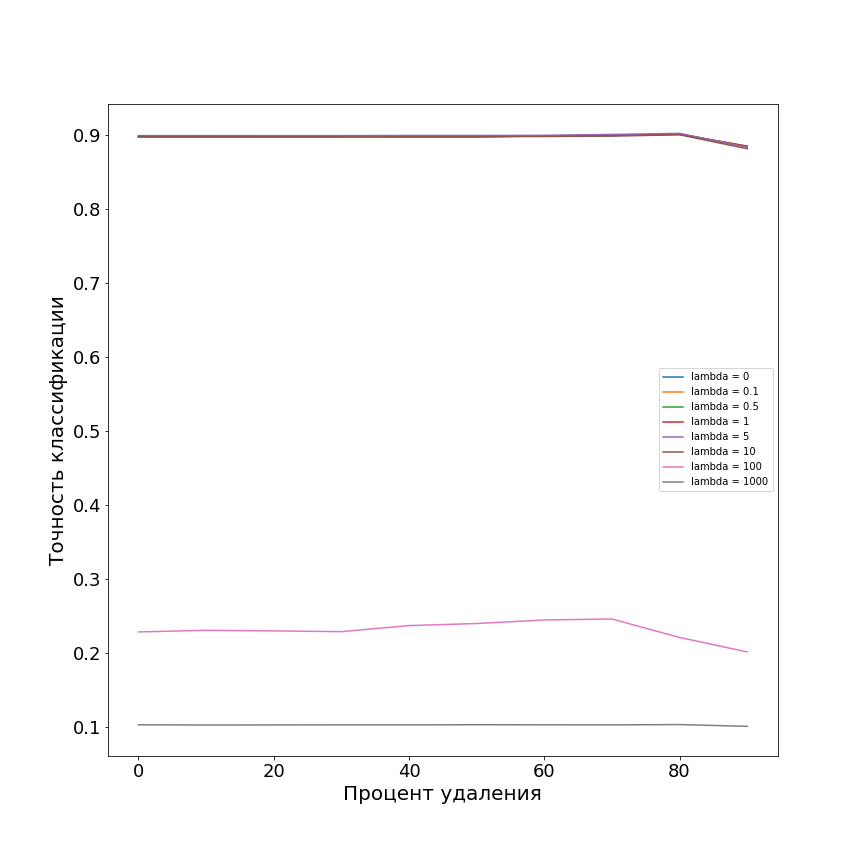 0.9
0.8
0.7
0.6
0.5
0.4
0.3
0.2
0.1
Точность классификации
lambda = 0
lambda = 0.1
lambda = 0.5
lambda = 1
lambda = 5
lambda = 10
lambda = 100
lambda = 1000
0 20 40 60 80
Процент удаления